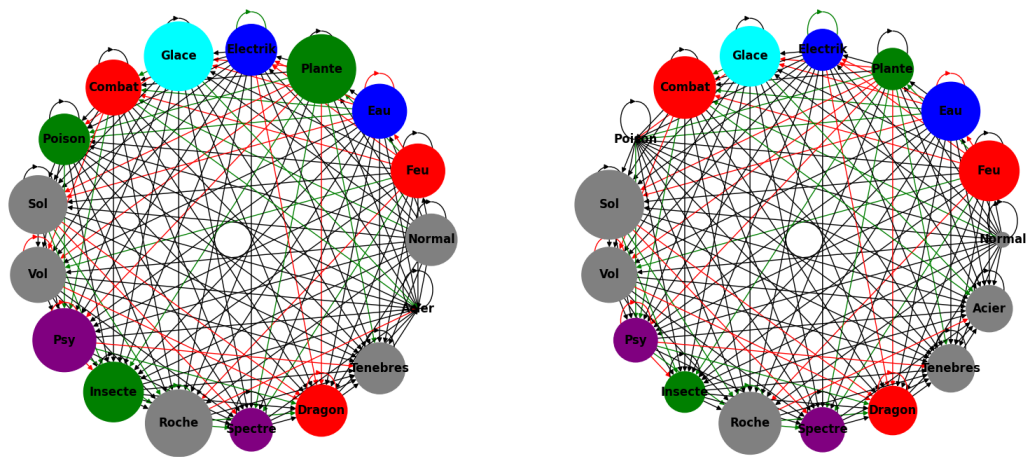 Glace
Electrik
Plante
Combat
Eau
Poison
Feu
Sol
Normal
Vol
Acier
Psy
Tenebres
Insecte
Dragon
Roche
Spectre
Glace
Electrik
Plante
Combat
Eau
Poison
Feu
Sol
Normal
Vol
Acier
Psy
Tenebres
Insecte
Dragon
Roche
Spectre